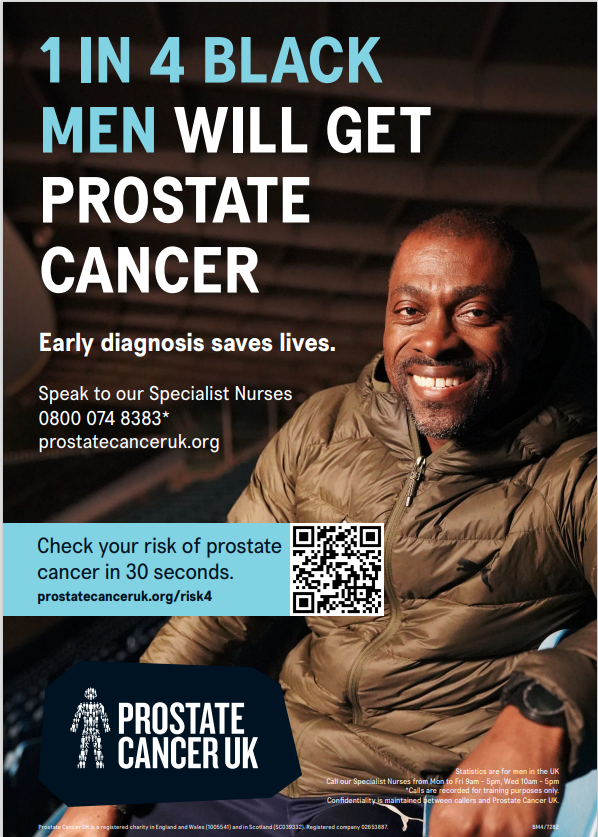 1 IN 4 BLACK
MEN WILL GET
PROSTATE
CANCER
Early diagnosis saves lives.
Speak to our Specialist Nurses
0800 074 8383*
prostatecanceruk.org
Check your risk of prostate
cancer in 30 seconds.
prostatecanceruk.org/risk4
PROSTATE
CANCER UK
Statistics are for men in the UK
Call our Specialist Nurses from Mon to Fri 9am - 5pm, Wed 10am - 5pm
*Calls are recorded for training purposes only.
Confidentiality is maintained between callers and Prostate Cancer UK.
Prostate Cancer UK is a registered charity in England and Wales (1005541) and in Scotland (SC039332). Registered company 02653887.